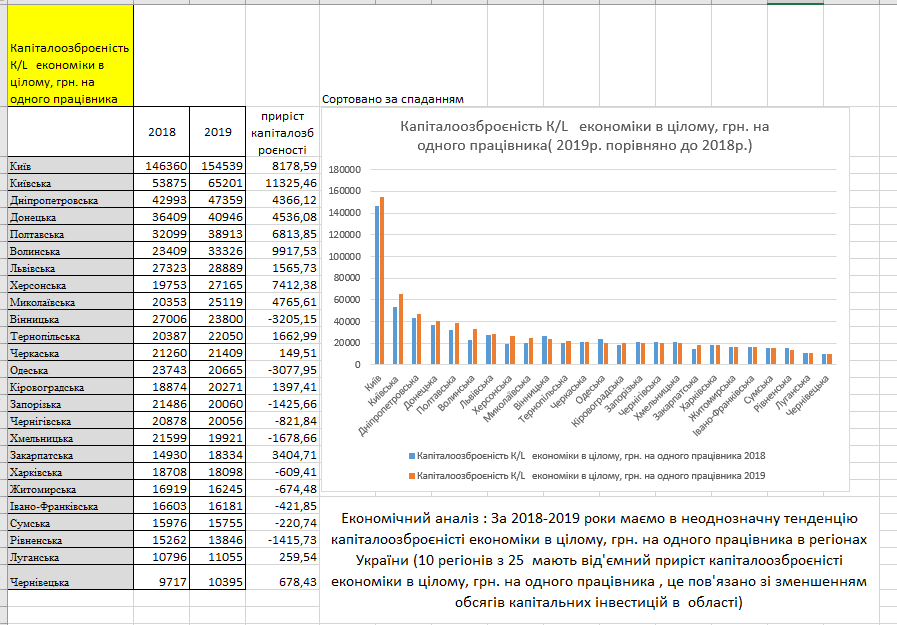 Капіталоозброєність
K/L економіки в
цілому, грн. на
одного працівника
Сортовано за спаданням
2018 2019 приріст
капіталозб
роєності
Київ 146360 154539 8178,59
Київська 53875 65201 11325,46
Дніпропетровська 42993 47359 4366,12
Донецька 36409 40946 4536,08
Полтавська 32099 38913 6813,85
Волинська 23409 33326 9917,53
Львівська 27323 28889 1565,73
Херсонська 19753 27165 7412,38
Миколаївська 20353 25119 4765,61
Вінницька 27006 23800 -3205,15
Тернопільська 20387 22050 1662,99
Черкаська 21260 21409 149,51
Одеська 23743 20665 -3077,95
Кіровоградська 18874 20271 1397,41
Запорізька 21486 20060 -1425,66
Чернігівська 20878 20056 -821,84
Хмельницька 21599 19921 -1678,66
Закарпатська 14930 18334 3404,71
Харківська 18708 18098 -609,41
Житомирська 16919 16245 -674,48
Івано-Франківська 16603 16181 -421,85
Сумська 15976 15755 -220,74
Рівненська 15262 13846 -1415,73
Луганська 10796 11055 259,54
Чернівецька 9717 10395 678,43
Капіталоозброєність K/L економіки в цілому, грн. на
одного працівника( 2019р. порівняно до 2018р.)
180000
160000
140000
120000
100000
80000
60000
40000
20000
0
Київ
Київська
Дніпропетровська
Донецька
Полтавська
Волинська
Львівська
Херсонська
Миколаївська
Вінницька
Тернопільська
Черкаська
Одеська
Кіровоградська
Запорізька
Чернігівська
Хмельницька
Закарпатська
Харківська
Житомирська
Івано-Франківська
Сумська
Рівненська
Луганська
Чернівецька
Капіталоозброєність K/L економіки в цілому, грн. на одного працівника 2018
Капіталоозброєність K/L економіки в цілому, грн. на одного працівника 2019
Економічний аналіз : За 2018-2019 роки маємо в неоднозначну тенденцію
капіталоозброєністі економіки в цілому, грн. на одного працівника в регіонах
України (10 регіонів з 25 мають від'ємний приріст капіталоозброєністі
економіки в цілому, грн. на одного працівника , це пов'язано зі зменшенням
обсягів капітальних інвестицій в області)